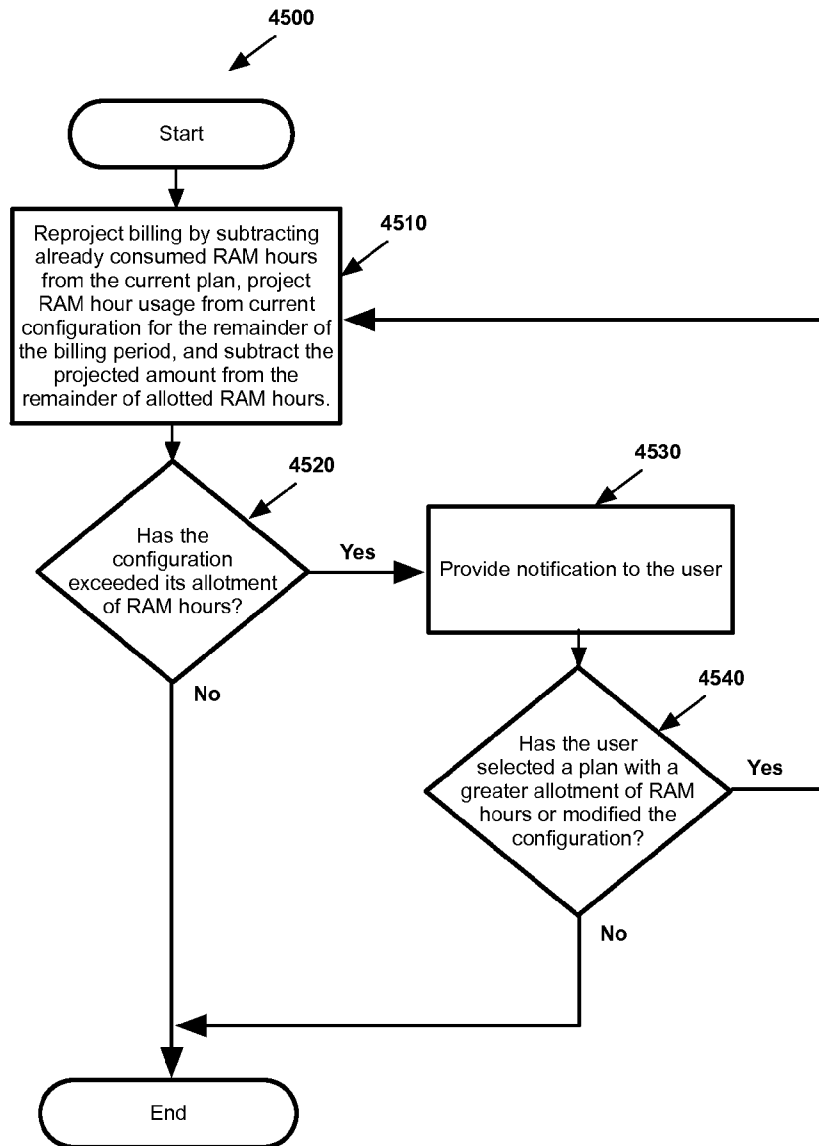 4500
Start
4510
Reproject billing by subtracting
already consumed RAM hours
from the current plan, project
RAM hour usage from current
configuration for the remainder of
the billing period, and subtract the
projected amount from the
remainder of allotted RAM hours.
4520
Has the
configuration
exceeded its allotment
of RAM hours?
Yes
No
4530
Provide notification to the user
4540
Has the user
selected a plan with a
greater allotment of RAM
hours or modified the
configuration?
Yes
No
End